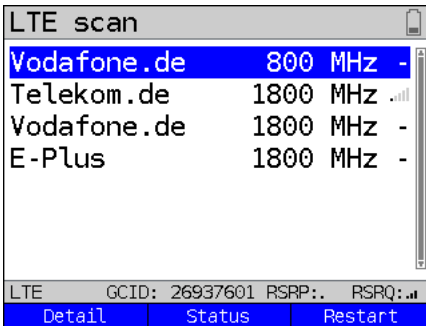 LTE scan
Vodafone.de 800 MHz -
Telekom.de 1800 MHz
Vodafone.de 1800 MHz -
E-Plus 1800 MHz -
LTE GCID: 26937601 RSRP: RSRQ:
Detail Status Restart